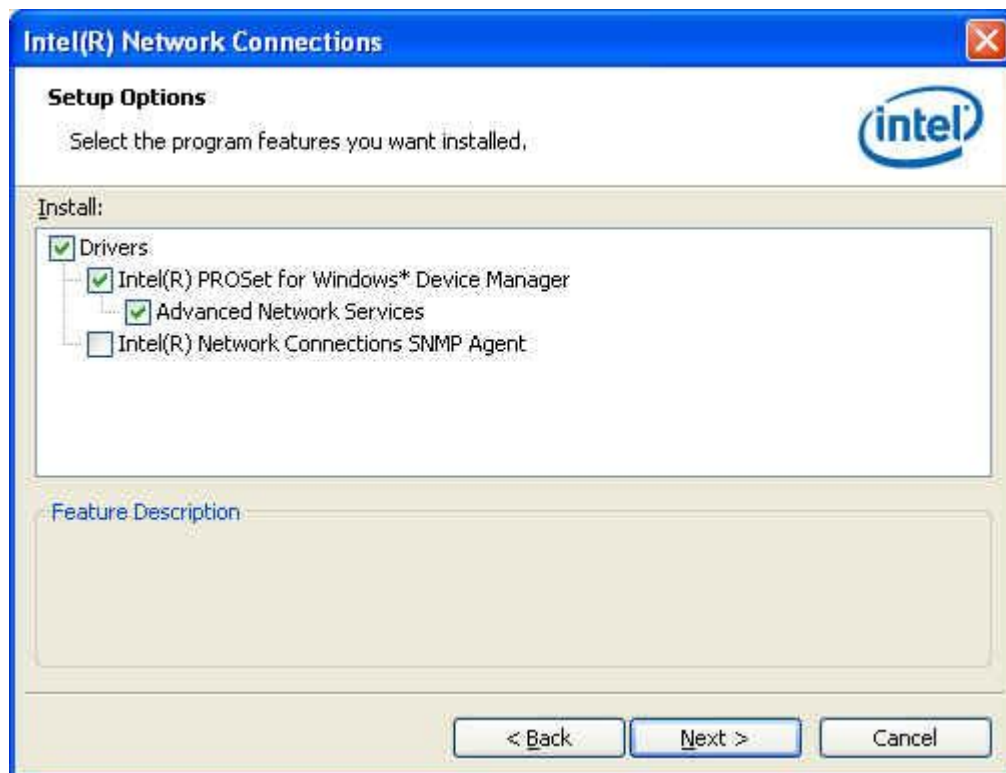 Intel(R) Network Connections
Setup Options
Select the program features you want installed.
intel
Install:
Drivers
Intel(R) PROSet for Windows* Device Manager
Advanced Network Services
Intel(R) Network Connections SNMP Agent
Feature Description
< Back Next > Cancel